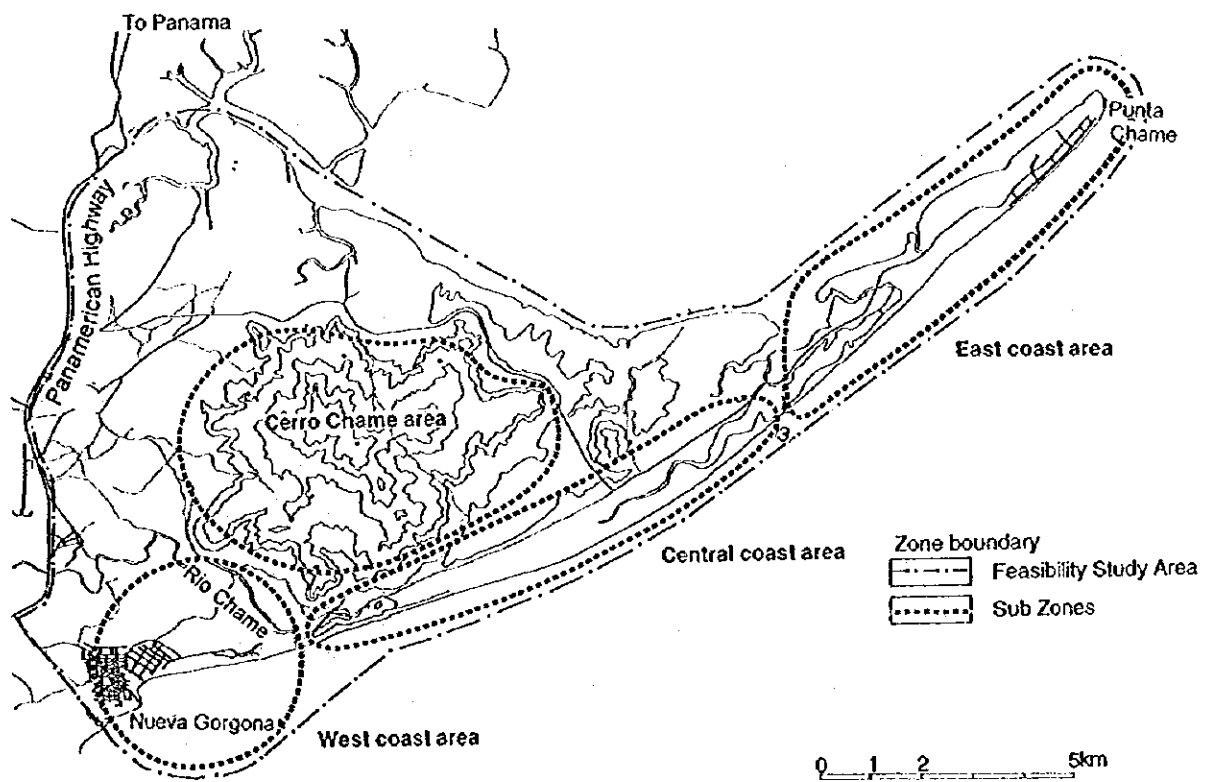 To Panama
Punta
Chame
Panamerican Highway
East coast area
Cerro Chame area
Central coast area
Zone boundary
Feasibility Study Area
Sub Zones
Rio Chame
Nueva Gorgona
West coast area
0 1 2 5km